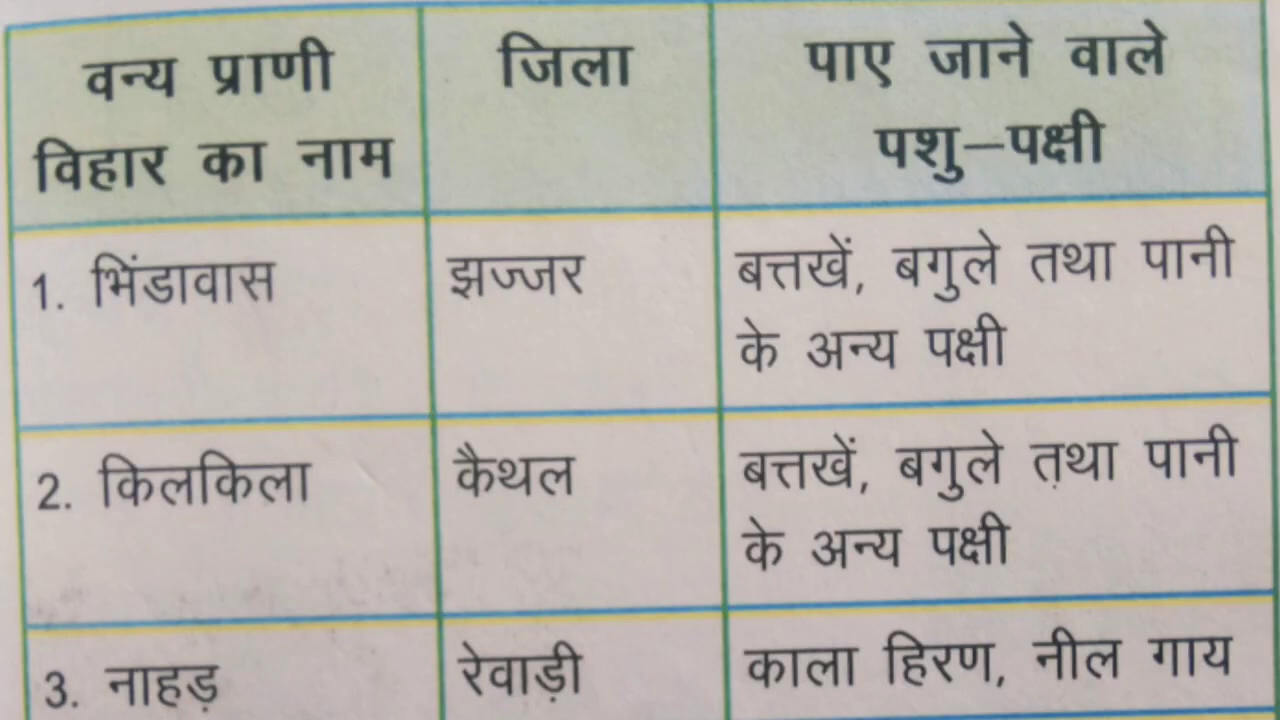 वन्य प्राणी
विहार का नाम
जिला
पाए जाने वाले
पशु–पक्षी
1. भिंडावास
झज्जर
बत्तखें, बगुले तथा पानी
के अन्य पक्षी
2. किलकिला
कैथल
बत्तखें, बगुले तथा पानी
के अन्य पक्षी
3. नाहड़
रेवाड़ी
काला हिरण, नील गाय